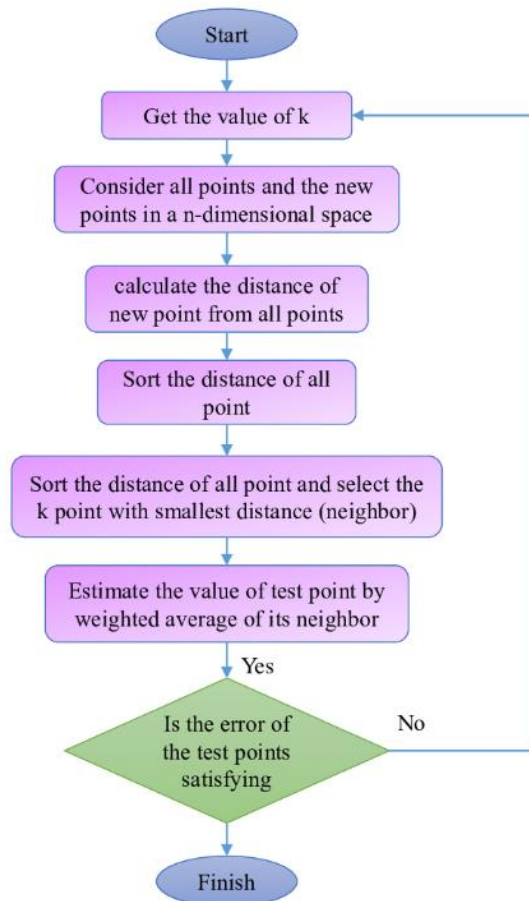 Start
Get the value of k
Consider all points and the new
points in a n-dimensional space
calculate the distance of
new point from all points
Sort the distance of all
point
Sort the distance of all point and select the
k point with smallest distance (neighbor)
Estimate the value of test point by
weighted average of its neighbor
Yes
Is the error of
the test points
satisfying
No
Finish